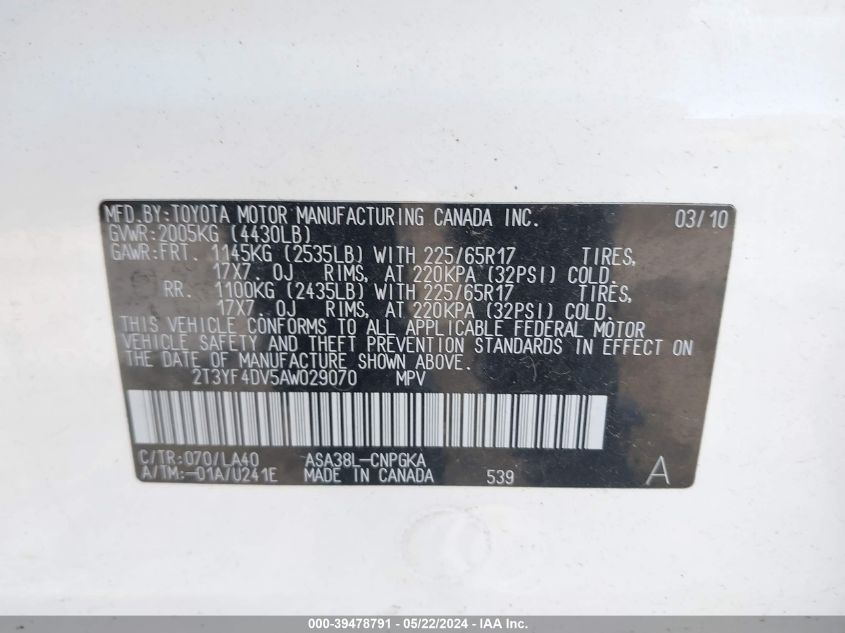 MFD.BY:TOYOTA MOTOR MANUFACTURING CANADA INC. 03/10
GVWR:2005KG (4430LB)
GAWR:FRT. 1145KG (2535LB) WITH 225/65R17 TIRES,
17X7.0J RIMS, AT 220KPA (32PSI) COLD.
RR. 1100KG (2435LB) WITH 225/65R17 TIRES,
17X7.0J RIMS, AT 220KPA (32PSI) COLD.
THIS VEHICLE CONFORMS TO ALL APPLICABLE FEDERAL MOTOR
VEHICLE SAFETY AND THEFT PREVENTION STANDARDS IN EFFECT ON
THE DATE OF MANUFACTURE SHOWN ABOVE.
2T3YF4DV5AW029070 MPV
C/TR:070/LA40 ASA38L-CNPGKA
A/TM:-01A/U241E MADE IN CANADA 539 A
000-39478791 - 05/22/2024 - IAA Inc.